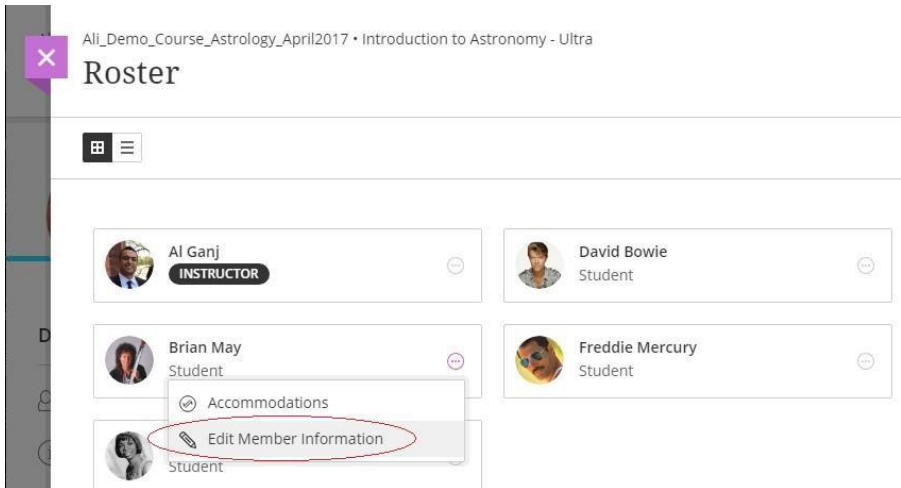 Ali_Demo_Course_Astrology_April2017 • Introduction to Astronomy - Ultra
Roster
Al Ganj
INSTRUCTOR
David Bowie
Student
Brian May
Student
Freddie Mercury
Student
Accommodations
Edit Member Information
Student